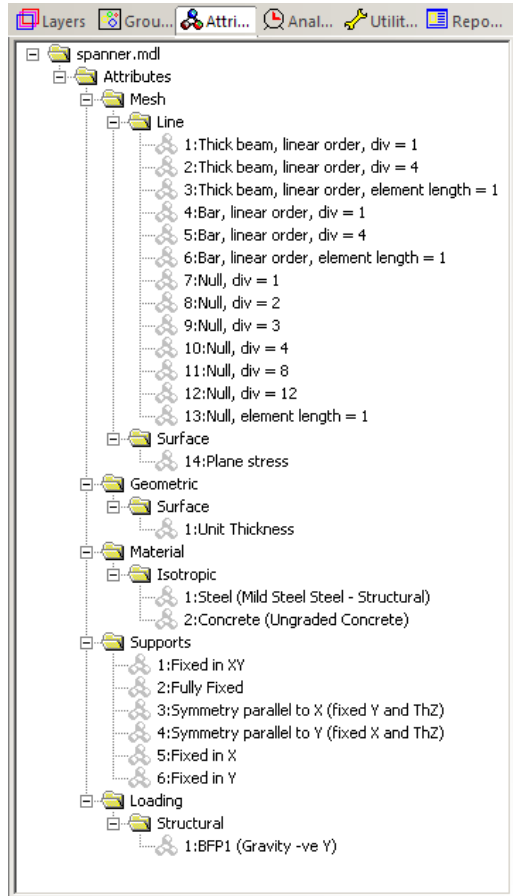 Layers Grou... Attri... Anal... Utilit... Repo...
spanner.mdl
Attributes
Mesh
Line
1:Thick beam, linear order, div = 1
2:Thick beam, linear order, div = 4
3:Thick beam, linear order, element length = 1
4:Bar, linear order, div = 1
5:Bar, linear order, div = 4
6:Bar, linear order, element length = 1
7:Null, div = 1
8:Null, div = 2
9:Null, div = 3
10:Null, div = 4
11:Null, div = 8
12:Null, div = 12
13:Null, element length = 1
Surface
14:Plane stress
Geometric
Surface
1:Unit Thickness
Material
Isotropic
1:Steel (Mild Steel Steel - Structural)
2:Concrete (Ungraded Concrete)
Supports
1:Fixed in XY
2:Fully Fixed
3:Symmetry parallel to X (fixed Y and ThZ)
4:Symmetry parallel to Y (fixed X and ThZ)
5:Fixed in X
6:Fixed in Y
Loading
Structural
1:BFP1 (Gravity -ve Y)